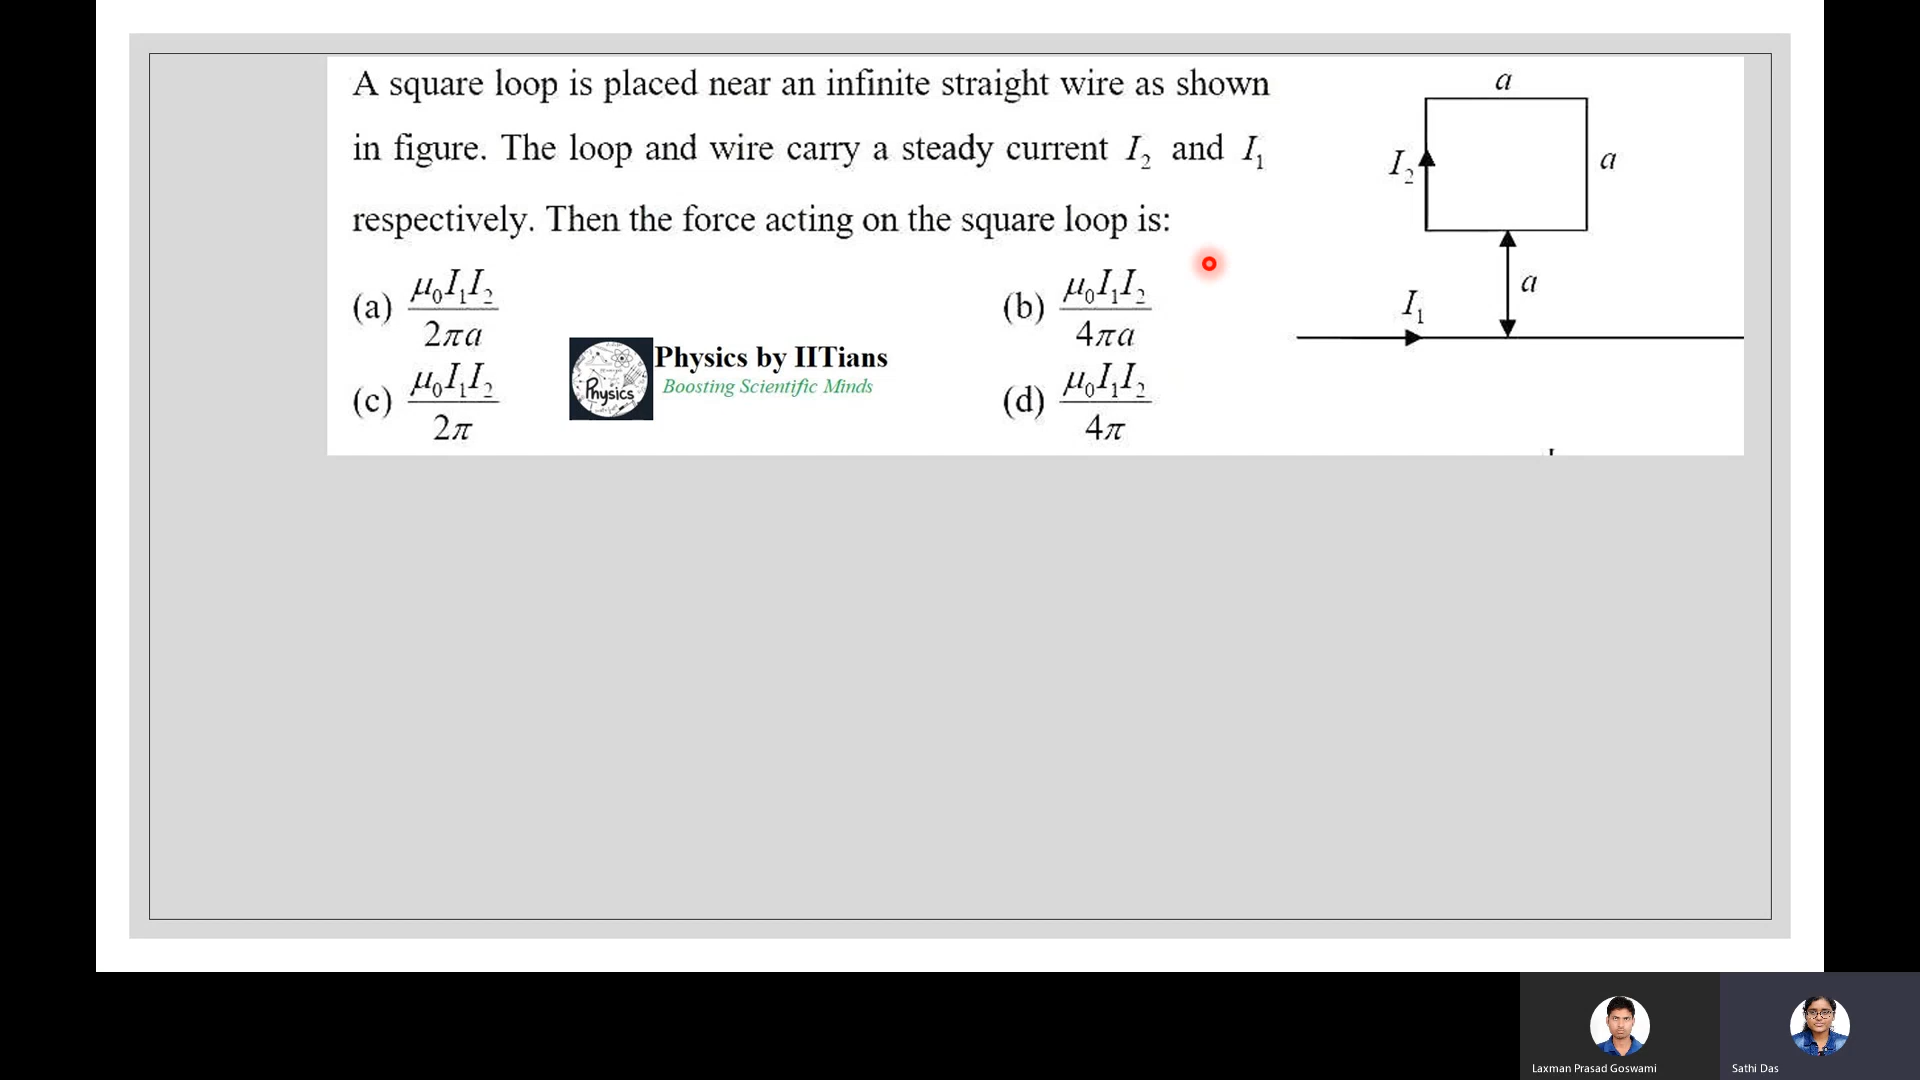 A square loop is placed near an infinite straight wire as shown
in figure. The loop and wire carry a steady current I₂ and I₁
respectively. Then the force acting on the square loop is:
(a) μ₀I₁I₂ / 2πa
(b) μ₀I₁I₂ / 4πa
(c) μ₀I₁I₂ / 2π
(d) μ₀I₁I₂ / 4π
Physics
Physics by IITians
Boosting Scientific Minds
a
I₂
a
a
I₁
Laxman Prasad Goswami
Sathi Das